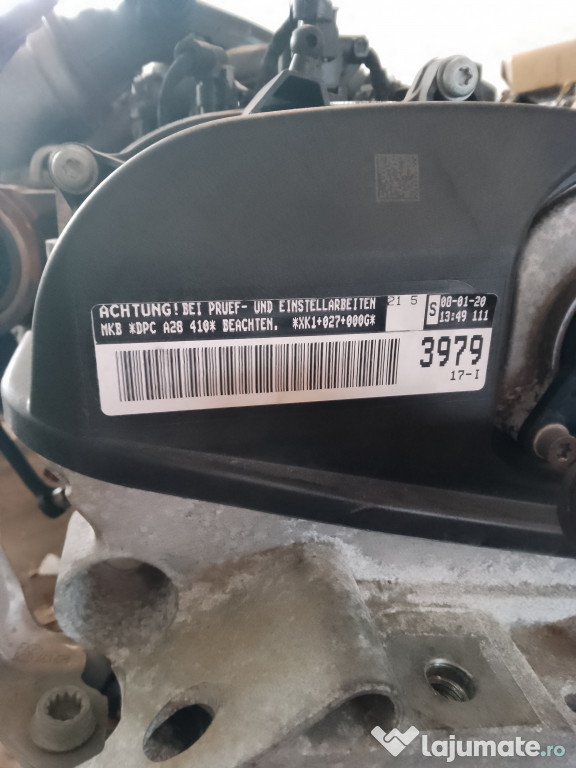 ACHTUNG! BEI PRUEF- UND EINSTELLARBEITEN 21 5 S 08-01-20
MKB *DPC A28 410* BEACHTEN. *XK1+027+000G* 13:49 111
3979
17-I
lajumate.ro